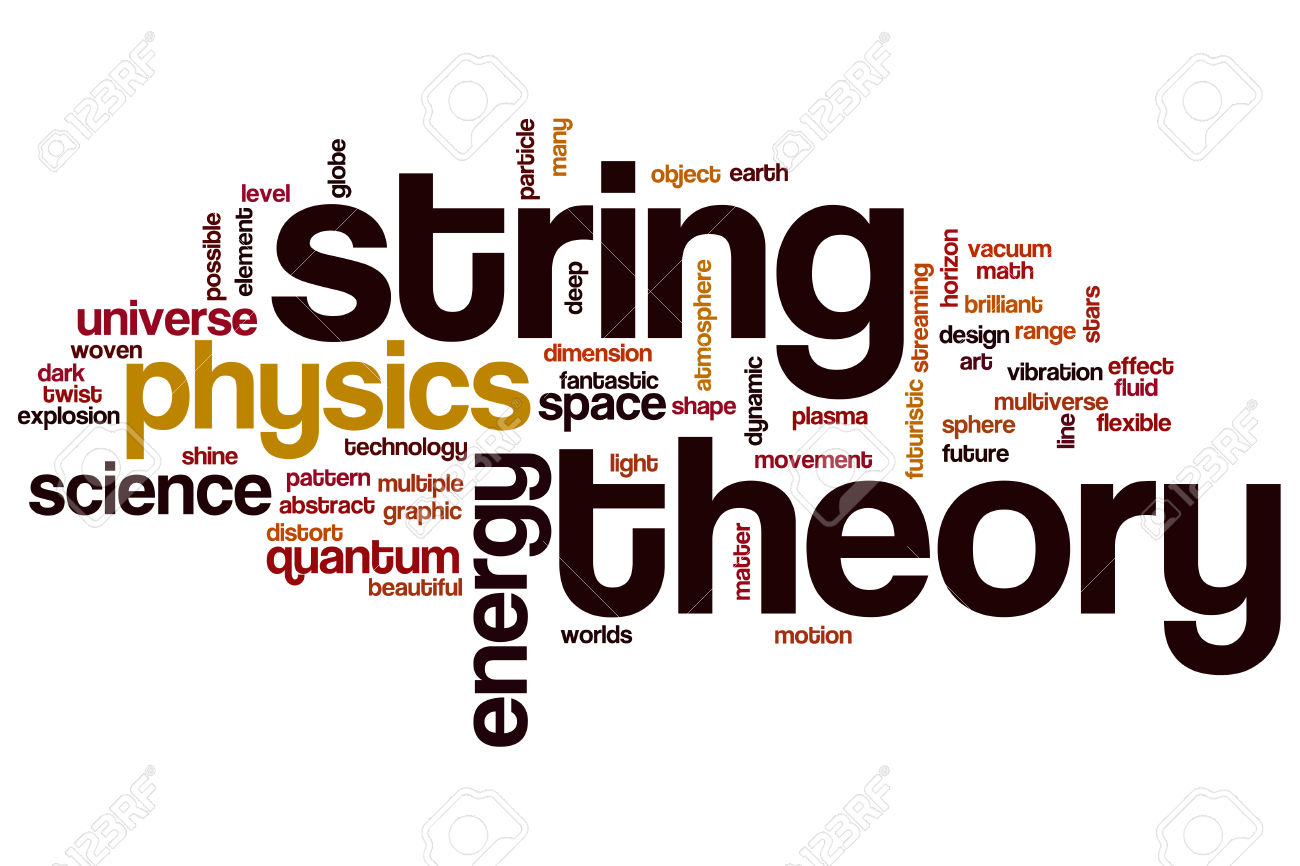 123RF
123RF
particle
many
globe
object
earth
level
string
possible
element
horizon
vacuum
math
deep
atmosphere
streaming
brilliant
stars
universe
design
range
woven
physics
dimension
art
dark
fantastic
dynamic
vibration
effect
twist
space
shape
futuristic
fluid
explosion
plasma
multiverse
sphere
line
flexible
technology
shine
energy
light
movement
future
science
pattern
multiple
theory
abstract
graphic
distort
quantum
matter
beautiful
worlds
motion
123RF
123RF